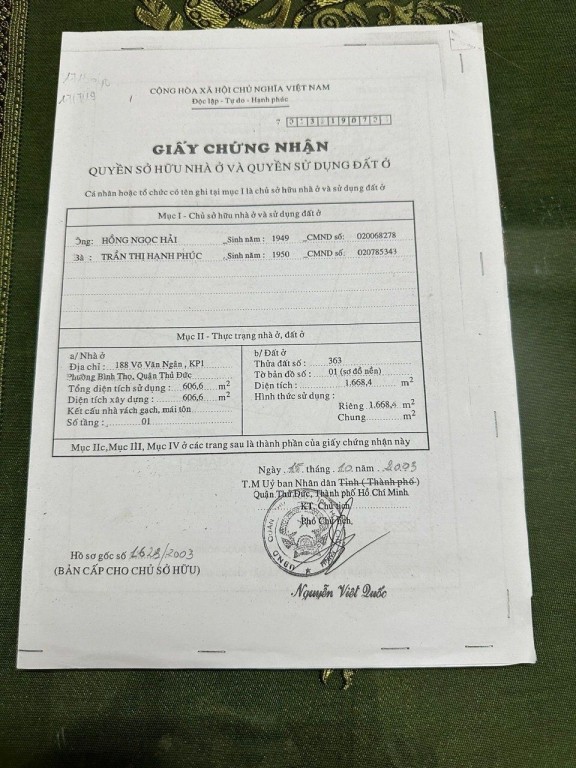 17/7/19
CỘNG HÒA XÃ HỘI CHỦ NGHĨA VIỆT NAM
Độc lập - Tự do - Hạnh phúc
GIẤY CHỨNG NHẬN
QUYỀN SỞ HỮU NHÀ Ở VÀ QUYỀN SỬ DỤNG ĐẤT Ở
Cá nhân hoặc tổ chức có tên ghi tại mục I là chủ sở hữu nhà ở và sử dụng đất ở
Mục I - Chủ sở hữu nhà ở và sử dụng đất ở
Ông: HỒNG NGỌC HẢI Sinh năm : 1949 CMND số: 020068278
Bà : TRẦN THỊ HẠNH PHÚC Sinh năm : 1950 CMND số: 020785343
Mục II - Thực trạng nhà ở, đất ở
a/ Nhà ở
Địa chỉ : 188 Võ Văn Ngân , KP1
Phường Bình Thọ, Quận Thủ Đức
Tổng diện tích sử dụng : 606,6 m2
Diện tích xây dựng : 606,6 m2
Kết cấu nhà vách gạch, mái tôn
Số tầng : 01
b/ Đất ở
Thửa đất số : 363
Tờ bản đồ số : 01 (sơ đồ nền)
Diện tích : 1.668,4 m2
Hình thức sử dụng :
Riêng 1.668,4 m2
Chung m2
Mục IIc,Mục III, Mục IV ở các trang sau là thành phần của giấy chứng nhận này
Ngày 15 tháng 10 năm 2003
T.M Uỷ ban Nhân dân Tỉnh ( Thành phố )
Quận Thủ Đức, Thành phố Hồ Chí Minh
KT, Chủ tịch
Phó Chủ tịch,
Hồ sơ gốc số 1628/2003
(BẢN CẤP CHO CHỦ SỞ HỮU)
Nguyễn Việt Quốc